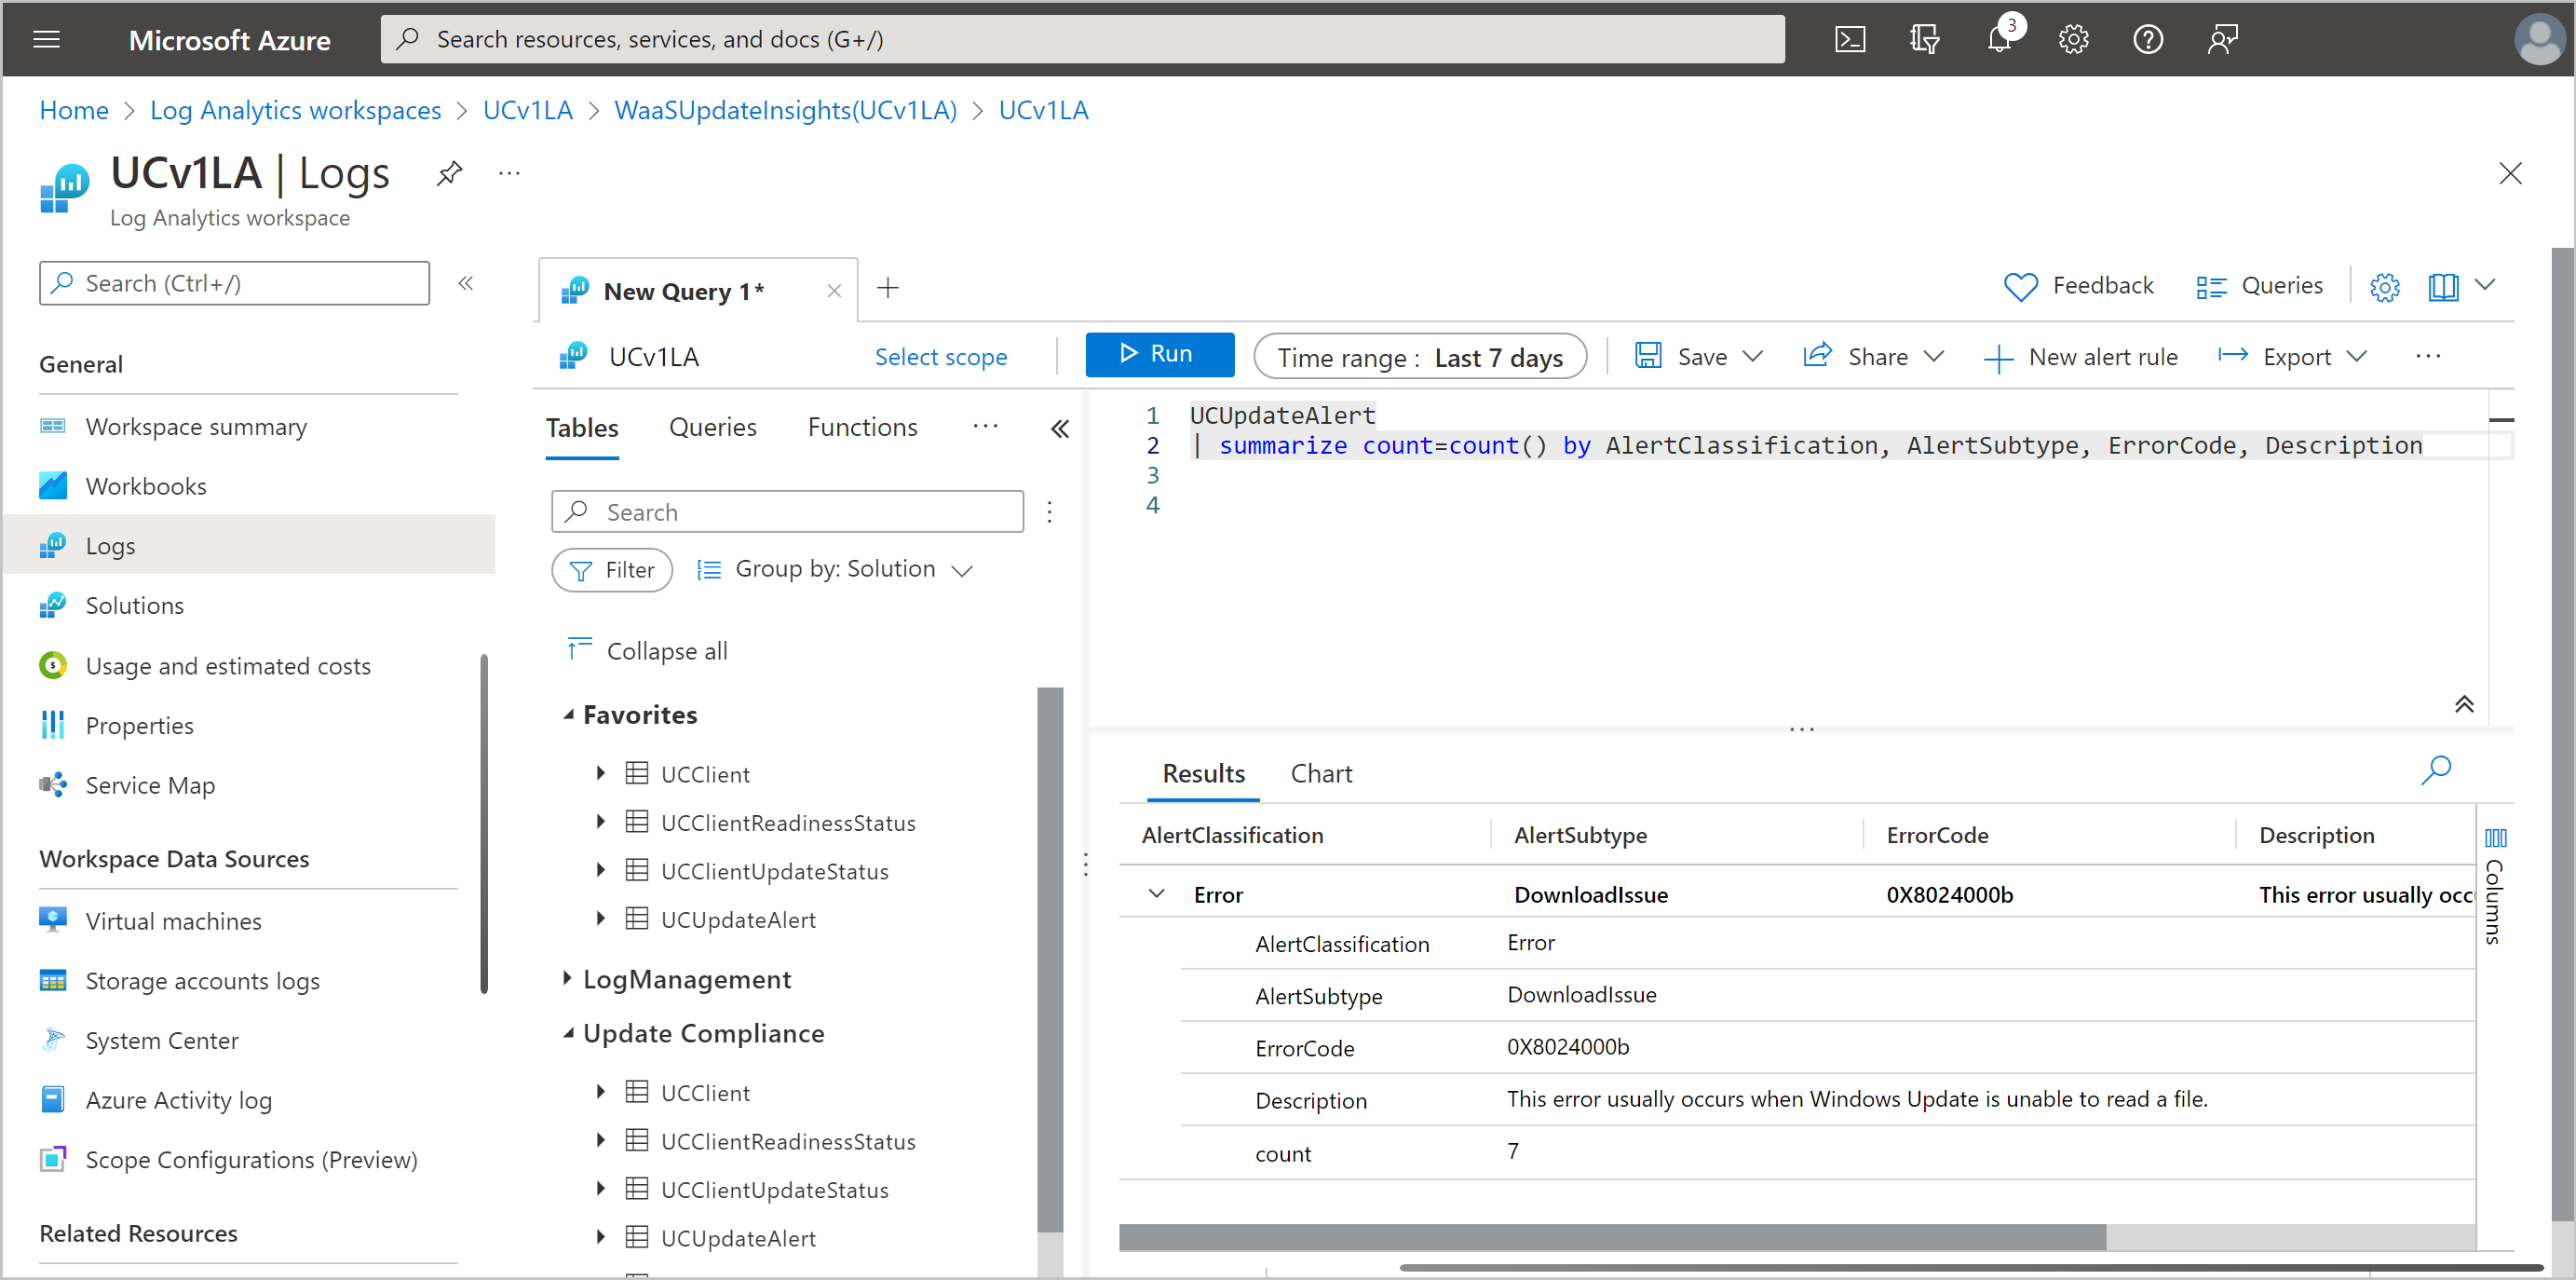 Microsoft Azure
Search resources, services, and docs (G+/)
3
Home > Log Analytics workspaces > UCv1LA > WaaSUpdateInsights(UCv1LA) > UCv1LA
UCv1LA | Logs
Log Analytics workspace
Search (Ctrl+/)
General
Workspace summary
Workbooks
Logs
Solutions
Usage and estimated costs
Properties
Service Map
Workspace Data Sources
Virtual machines
Storage accounts logs
System Center
Azure Activity log
Scope Configurations (Preview)
Related Resources
New Query 1*
Feedback
Queries
UCv1LA
Select scope
Run
Time range : Last 7 days
Save
Share
New alert rule
Export
Tables
Queries
Functions
Search
Filter
Group by: Solution
Collapse all
Favorites
UCClient
UCClientReadinessStatus
UCClientUpdateStatus
UCUpdateAlert
LogManagement
Update Compliance
UCClient
UCClientReadinessStatus
UCClientUpdateStatus
UCUpdateAlert
1 UCUpdateAlert
2 | summarize count=count() by AlertClassification, AlertSubtype, ErrorCode, Description
3
4
Results
Chart
AlertClassification AlertSubtype ErrorCode Description
Error DownloadIssue 0X8024000b This error usually occ
AlertClassification Error
AlertSubtype DownloadIssue
ErrorCode 0X8024000b
Description This error usually occurs when Windows Update is unable to read a file.
count 7
Columns